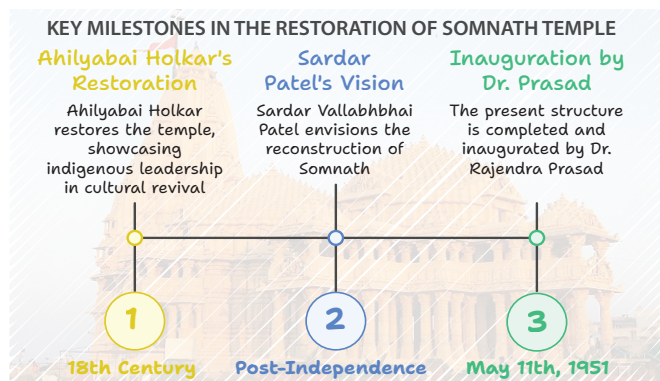 KEY MILESTONES IN THE RESTORATION OF SOMNATH TEMPLE
Ahilyabai Holkar's
Restoration
Ahilyabai Holkar
restores the temple,
showcasing
indigenous leadership
in cultural revival
1
18th Century
Sardar
Patel's Vision
Sardar Vallabhbhai
Patel envisions the
reconstruction of
Somnath
2
Post-Independence
Inauguration by
Dr. Prasad
The present structure
is completed and
inaugurated by Dr.
Rajendra Prasad
3
May 11th, 1951